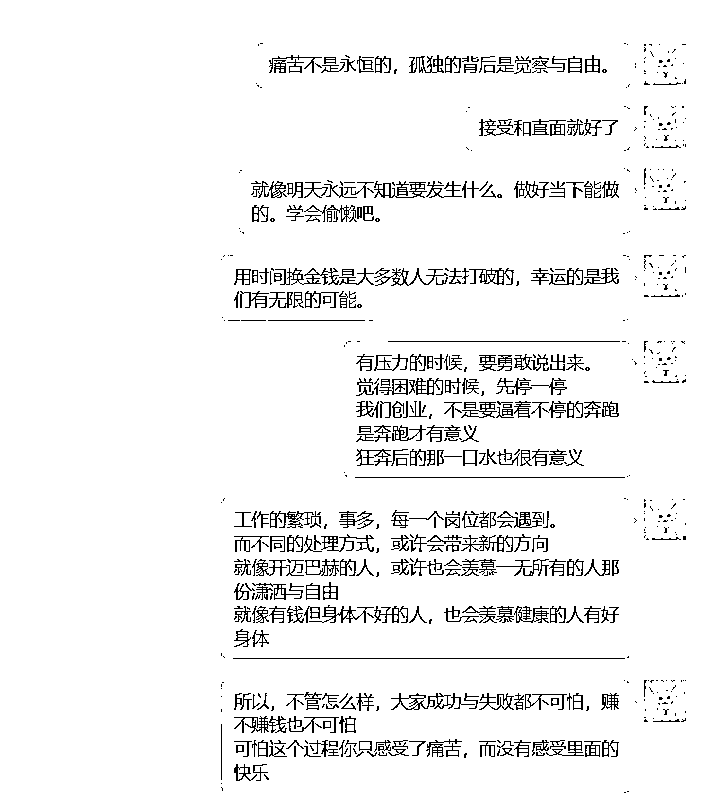 痛苦不是永恒的，孤独的背后是觉察与自由。
接受和直面就好了
就像明天永远不知道要发生什么。做好当下能做
的。学会偷懒吧。
用时间换金钱是大多数人无法打破的，幸运的是我
们有无限的可能。
有压力的时候，要勇敢说出来。
觉得困难的时候，先停一停
我们创业，不是要逼着不停的奔跑
是奔跑才有意义
狂奔后的那一口水也很有意义
工作的繁琐，事多，每一个岗位都会遇到。
而不同的处理方式，或许会带来新的方向
就像开迈巴赫的人，或许也会羡慕一无所有的人那
份潇洒与自由
就像有钱但身体不好的人，也会羡慕健康的人有好
身体
所以，不管怎么样，大家成功与失败都不可怕，赚
不赚钱也不可怕
可怕这个过程你只感受了痛苦，而没有感受里面的
快乐